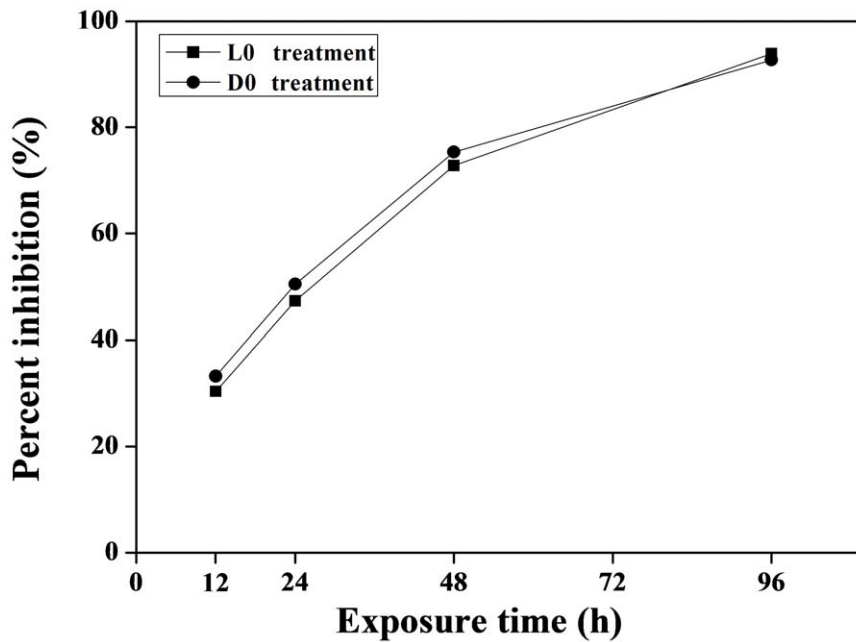 100
80
60
40
20
0
Percent inhibition (%)
L0 treatment
D0 treatment
0 12 24 48 72 96
Exposure time (h)